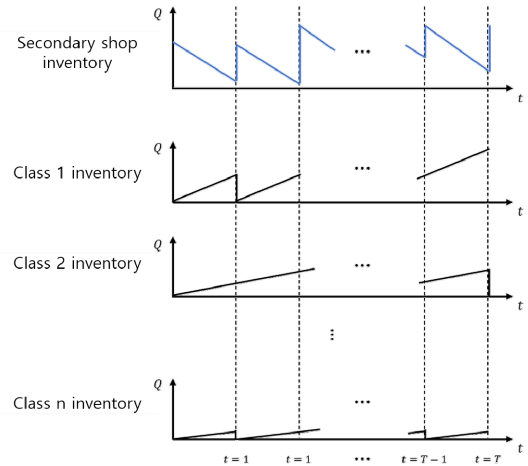 Q
Secondary shop
inventory
...
t
Q
Class 1 inventory
...
t
Q
Class 2 inventory
...
t
...
Q
Class n inventory
...
t
t = 1
t = 1
...
t = T − 1
t = T